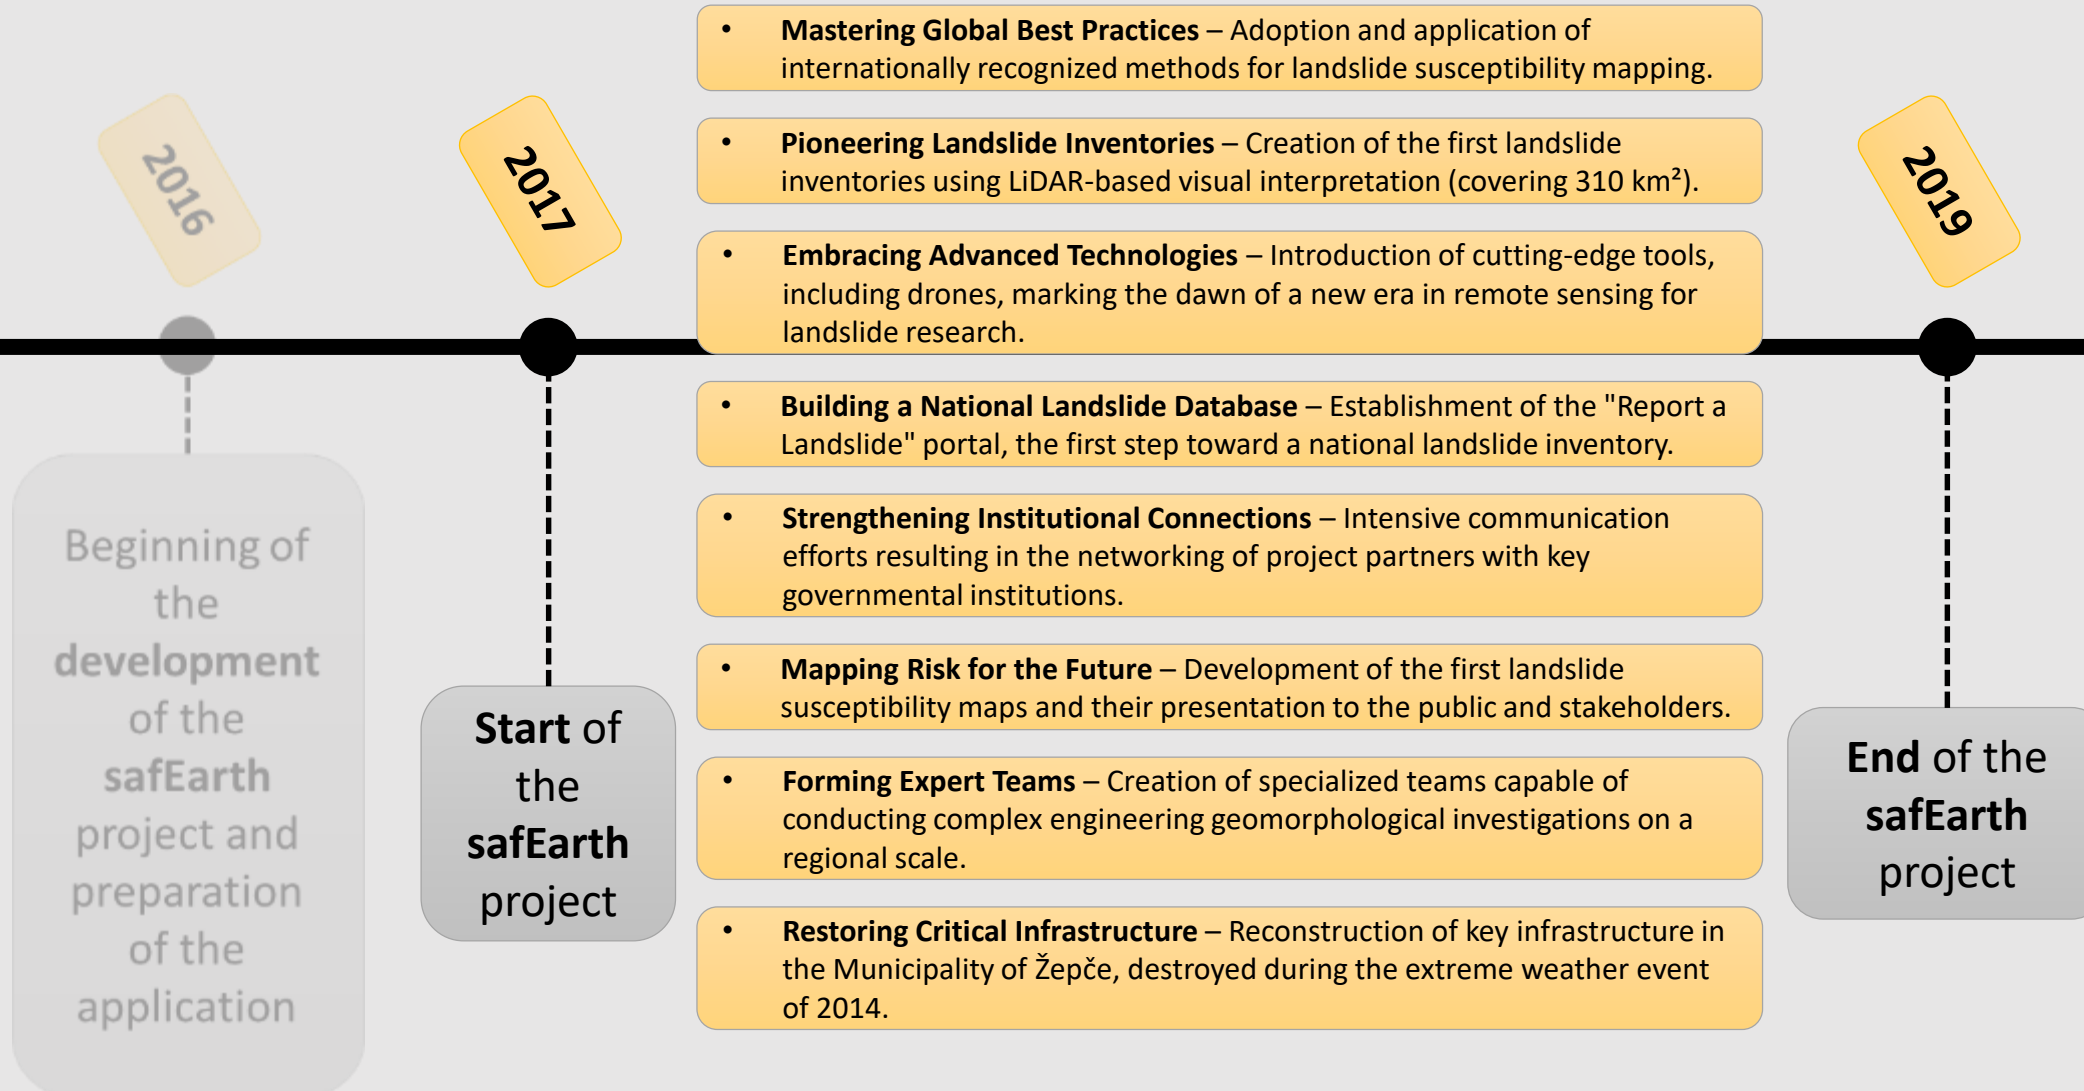 2016
Beginning of
the
development
of the
safEarth
project and
preparation
of the
application
2017
Start of
the
safEarth
project
• Mastering Global Best Practices – Adoption and application of
internationally recognized methods for landslide susceptibility mapping.
• Pioneering Landslide Inventories – Creation of the first landslide
inventories using LiDAR-based visual interpretation (covering 310 km²).
• Embracing Advanced Technologies – Introduction of cutting-edge tools,
including drones, marking the dawn of a new era in remote sensing for
landslide research.
• Building a National Landslide Database – Establishment of the "Report a
Landslide" portal, the first step toward a national landslide inventory.
• Strengthening Institutional Connections – Intensive communication
efforts resulting in the networking of project partners with key
governmental institutions.
• Mapping Risk for the Future – Development of the first landslide
susceptibility maps and their presentation to the public and stakeholders.
• Forming Expert Teams – Creation of specialized teams capable of
conducting complex engineering geomorphological investigations on a
regional scale.
• Restoring Critical Infrastructure – Reconstruction of key infrastructure in
the Municipality of Žepče, destroyed during the extreme weather event
of 2014.
2019
End of the
safEarth
project